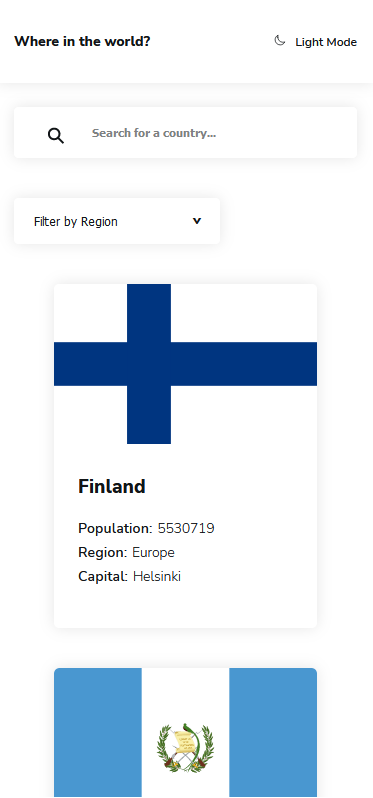 Where in the world?
Light Mode
Search for a country...
Filter by Region
Finland
Population: 5530719
Region: Europe
Capital: Helsinki